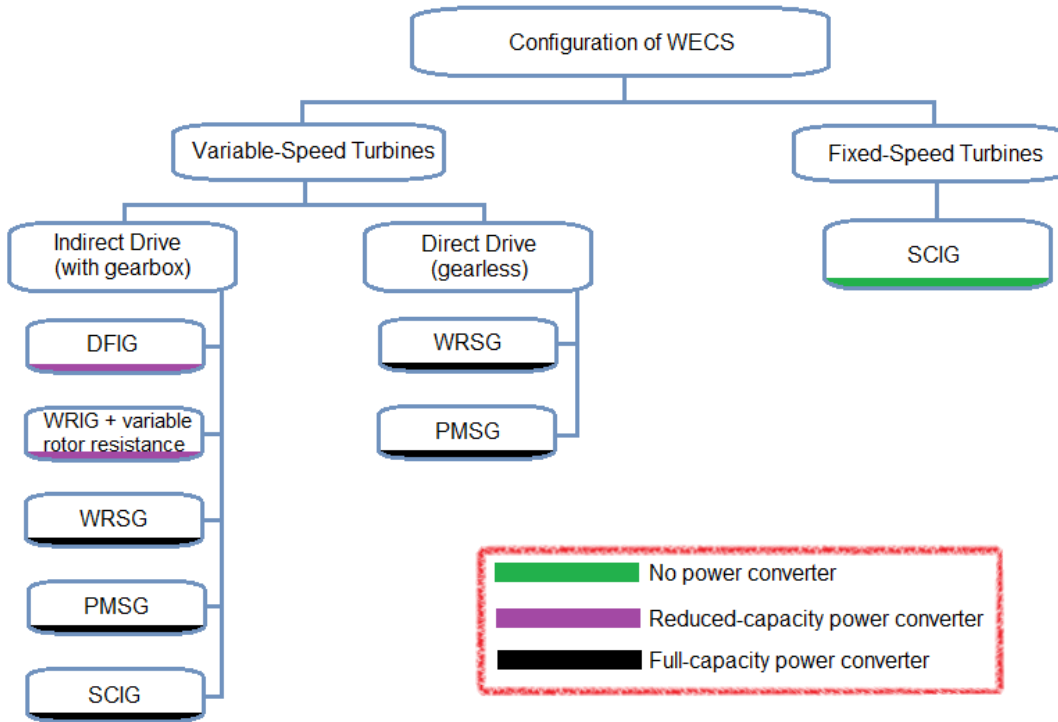 Configuration of WECS
Variable-Speed Turbines
Fixed-Speed Turbines
Indirect Drive
(with gearbox)
Direct Drive
(gearless)
SCIG
DFIG
WRSG
WRIG + variable
rotor resistance
PMSG
WRSG
PMSG
SCIG
No power converter
Reduced-capacity power converter
Full-capacity power converter